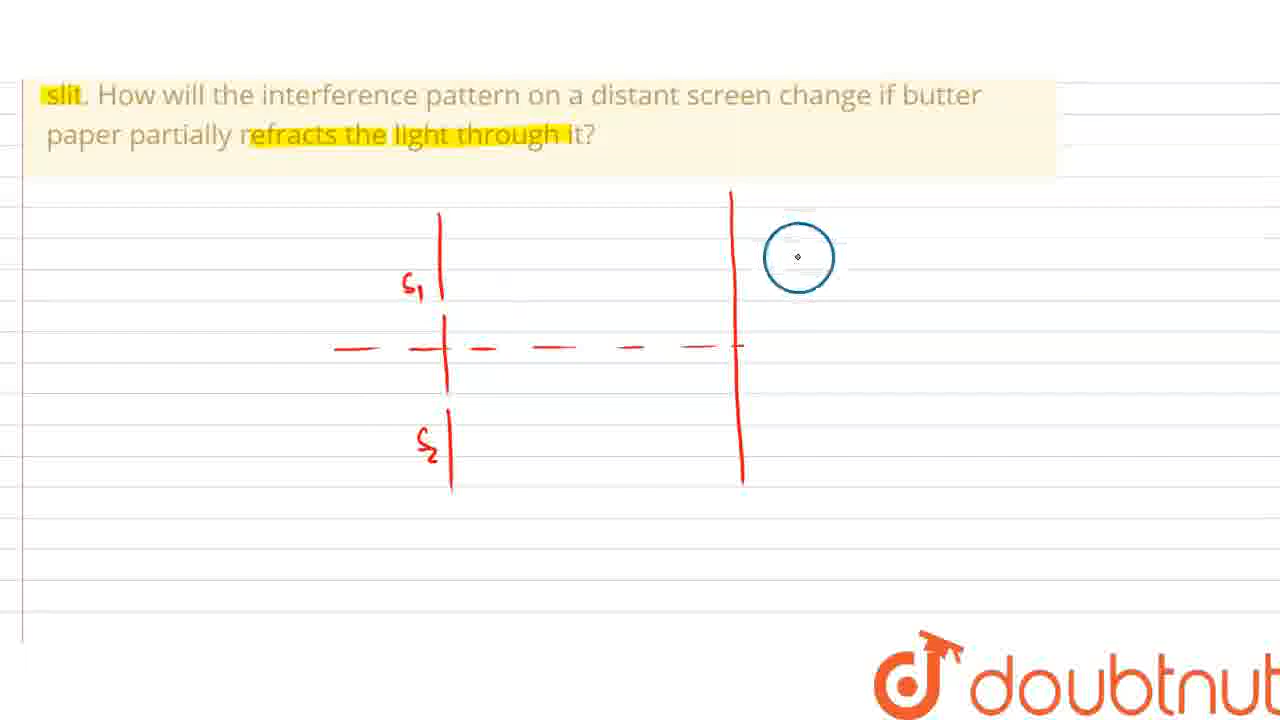 slit. How will the interference pattern on a distant screen change if butter
paper partially refracts the light through it?
S1
S2
doubtnut